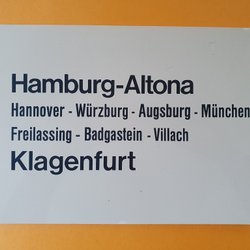 Hamburg-Altona
Hannover - Würzburg - Augsburg - München
Freilassing - Badgastein - Villach
Klagenfurt